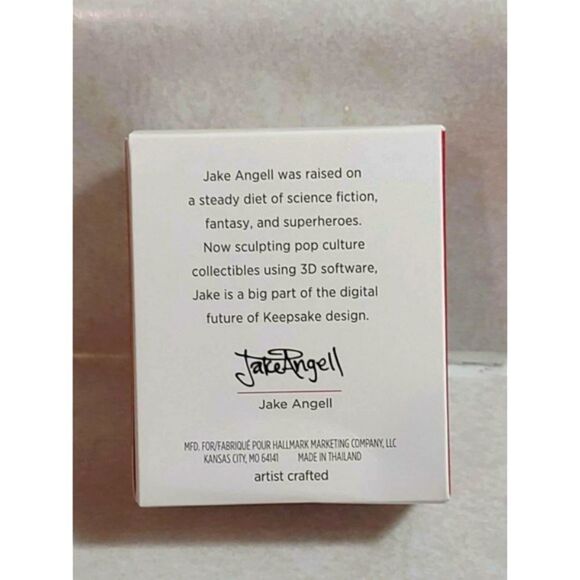 Jake Angell was raised on
a steady diet of science fiction,
fantasy, and superheroes.
Now sculpting pop culture
collectibles using 3D software,
Jake is a big part of the digital
future of Keepsake design.
Jake Angell
Jake Angell
MFD. FOR/FABRIQUÉ POUR HALLMARK MARKETING COMPANY, LLC
KANSAS CITY, MO 64141 MADE IN THAILAND
artist crafted